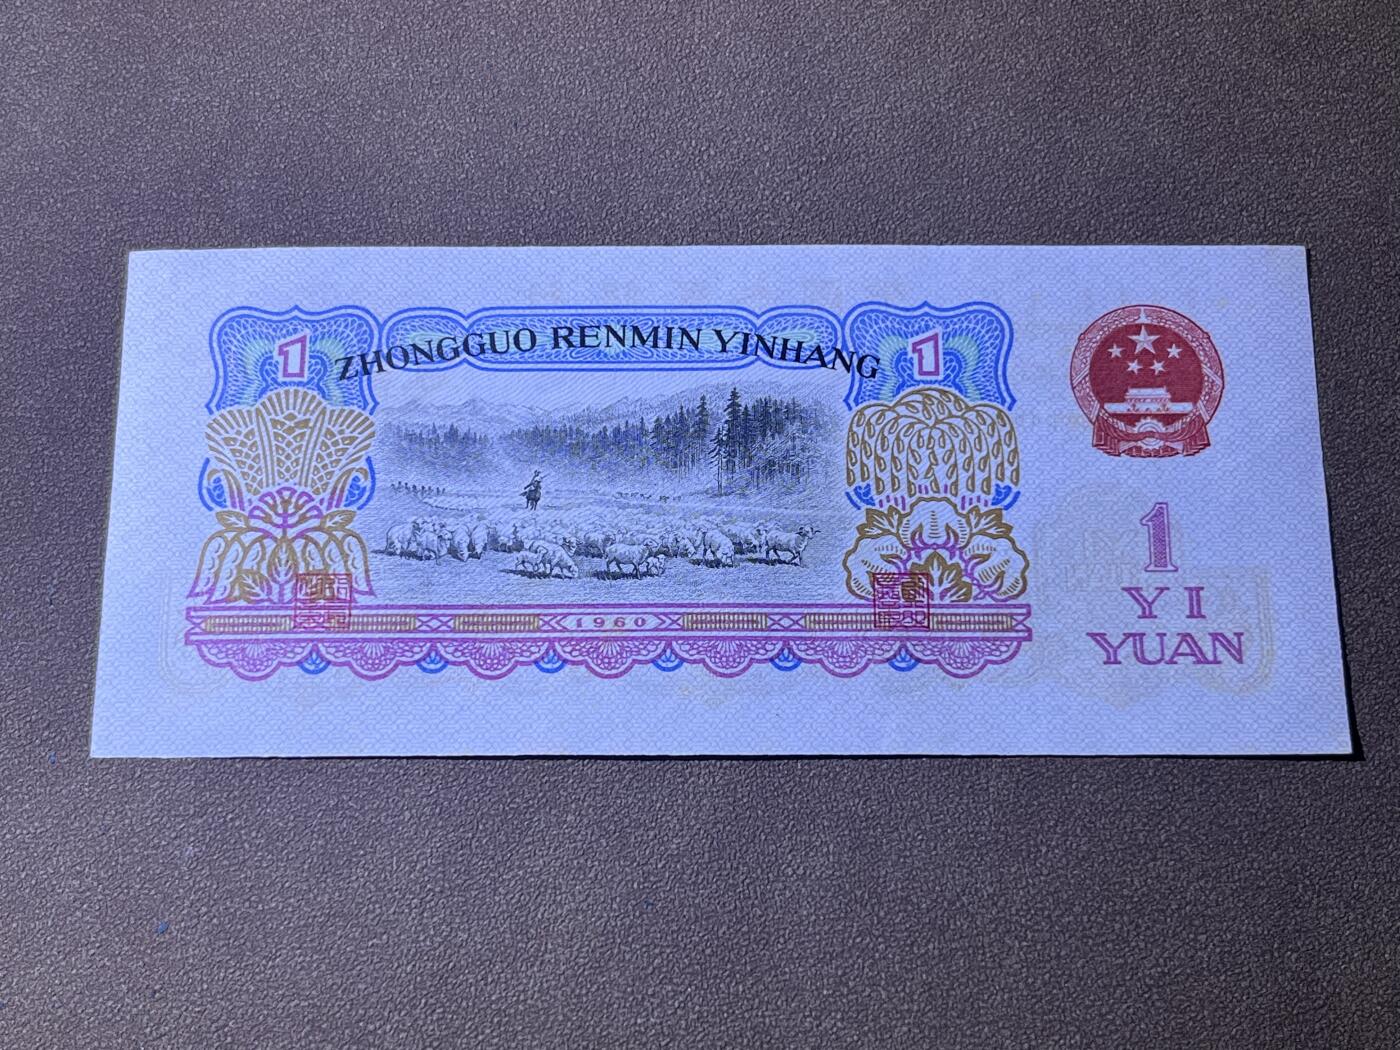 ZHONGGUO RENMIN YINHANG
1
1
1960
1
YI
YUAN